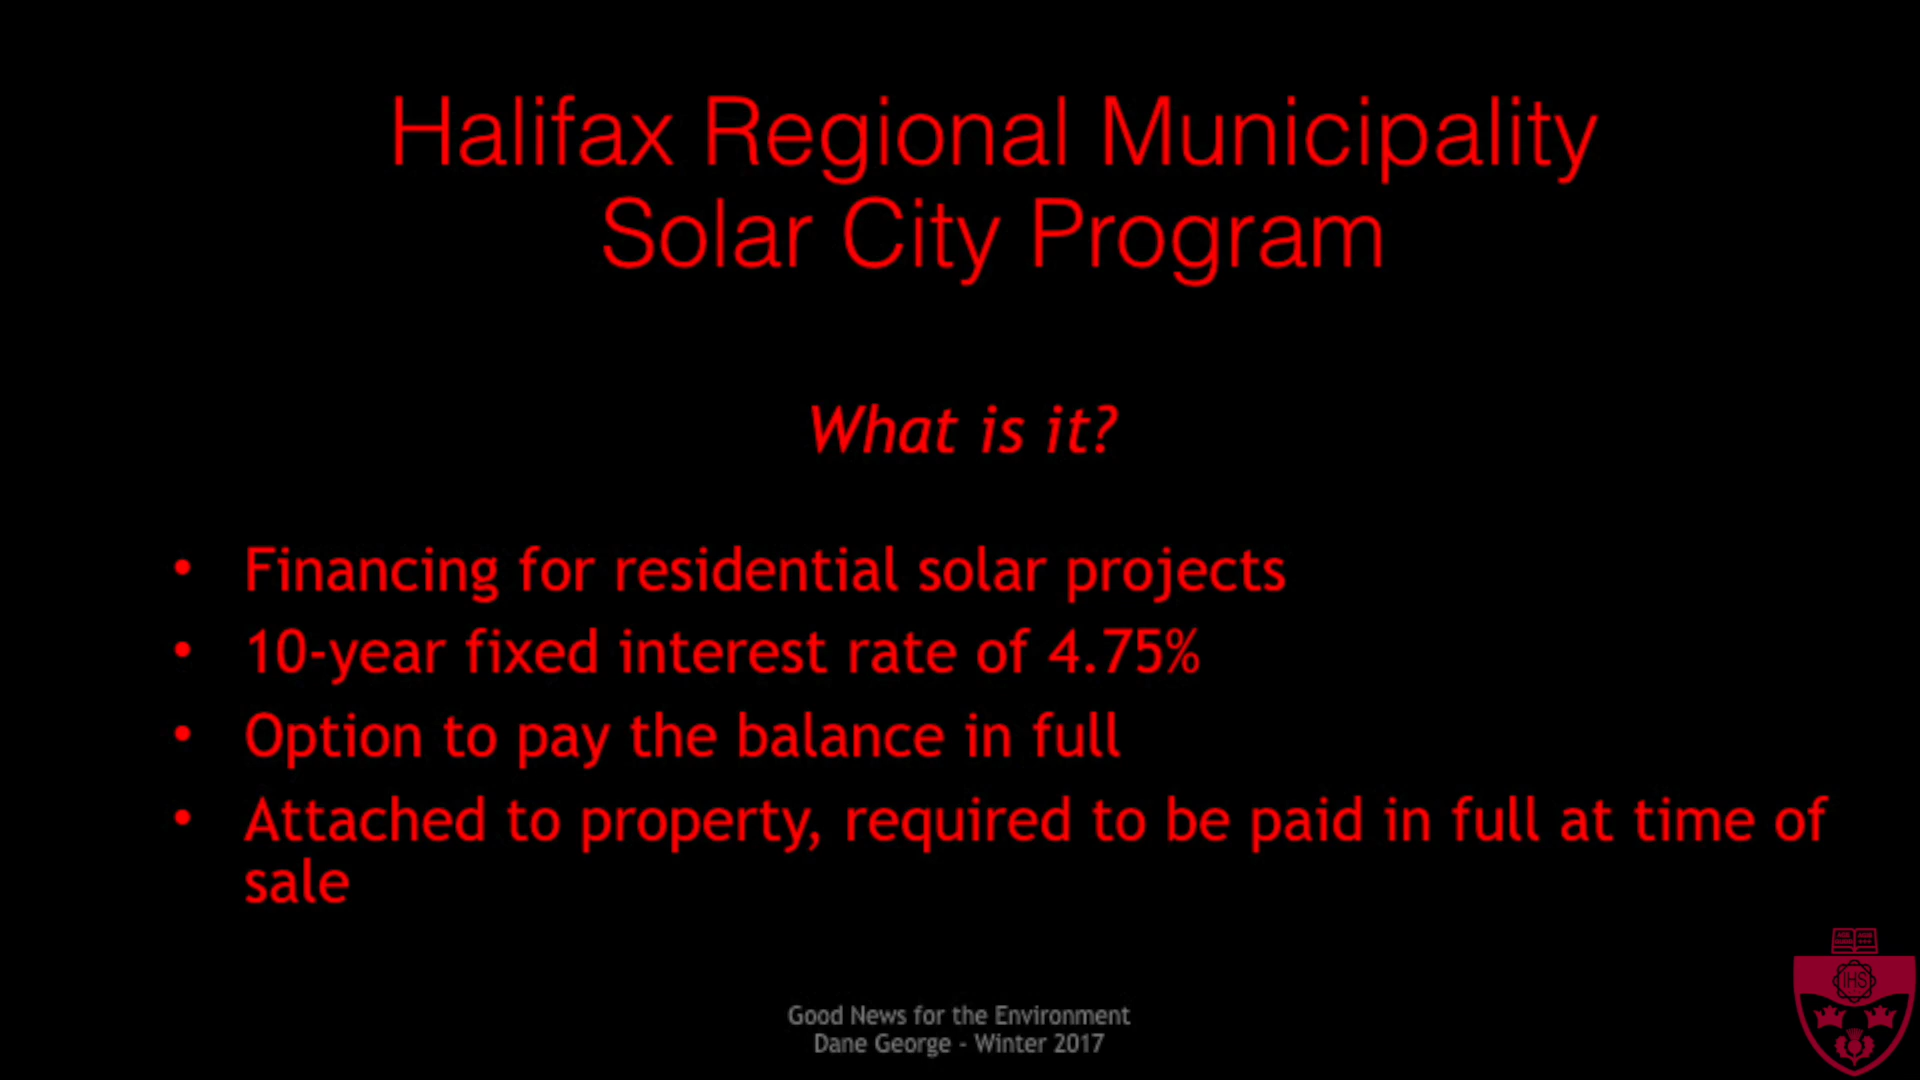 Halifax Regional Municipality
Solar City Program
What is it?
• Financing for residential solar projects
• 10-year fixed interest rate of 4.75%
• Option to pay the balance in full
• Attached to property, required to be paid in full at time of
sale
IHS
Good News for the Environment
Dane George - Winter 2017